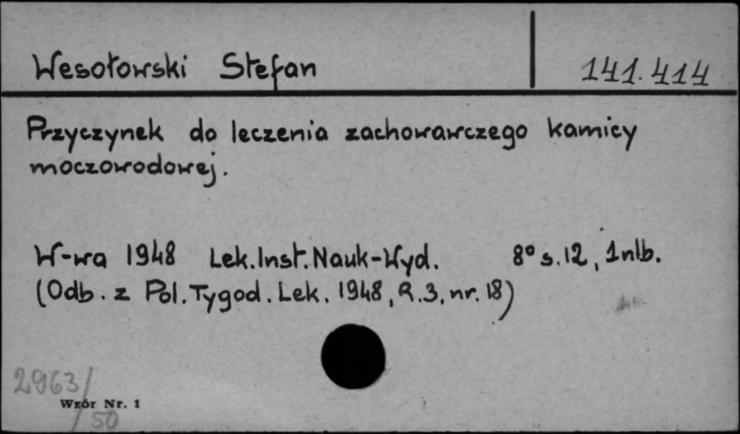 Wesołowski Stefan 141.414
Przyczynek do leczenia zachowawczego kamicy
moczowodowej.
W-wa 1948 Lek.Inst.Nauk-Wyd. 8° s.12, 1nlb.
(Odb. z Pol.Tygod.Lek. 1948, R.3, nr.18)
2963/
Wzór Nr. 1
/50